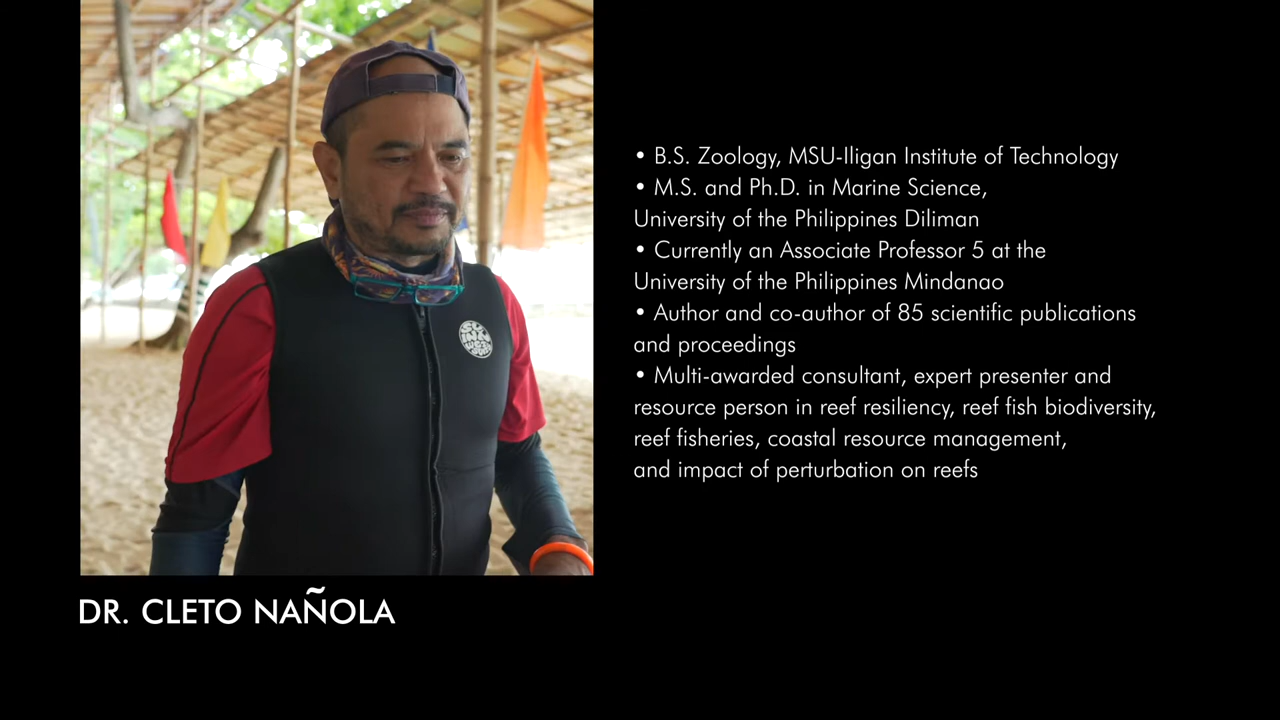 • B.S. Zoology, MSU-Iligan Institute of Technology
• M.S. and Ph.D. in Marine Science,
University of the Philippines Diliman
• Currently an Associate Professor 5 at the
University of the Philippines Mindanao
• Author and co-author of 85 scientific publications
and proceedings
• Multi-awarded consultant, expert presenter and
resource person in reef resiliency, reef fish biodiversity,
reef fisheries, coastal resource management,
and impact of perturbation on reefs
DR. CLETO NAÑOLA